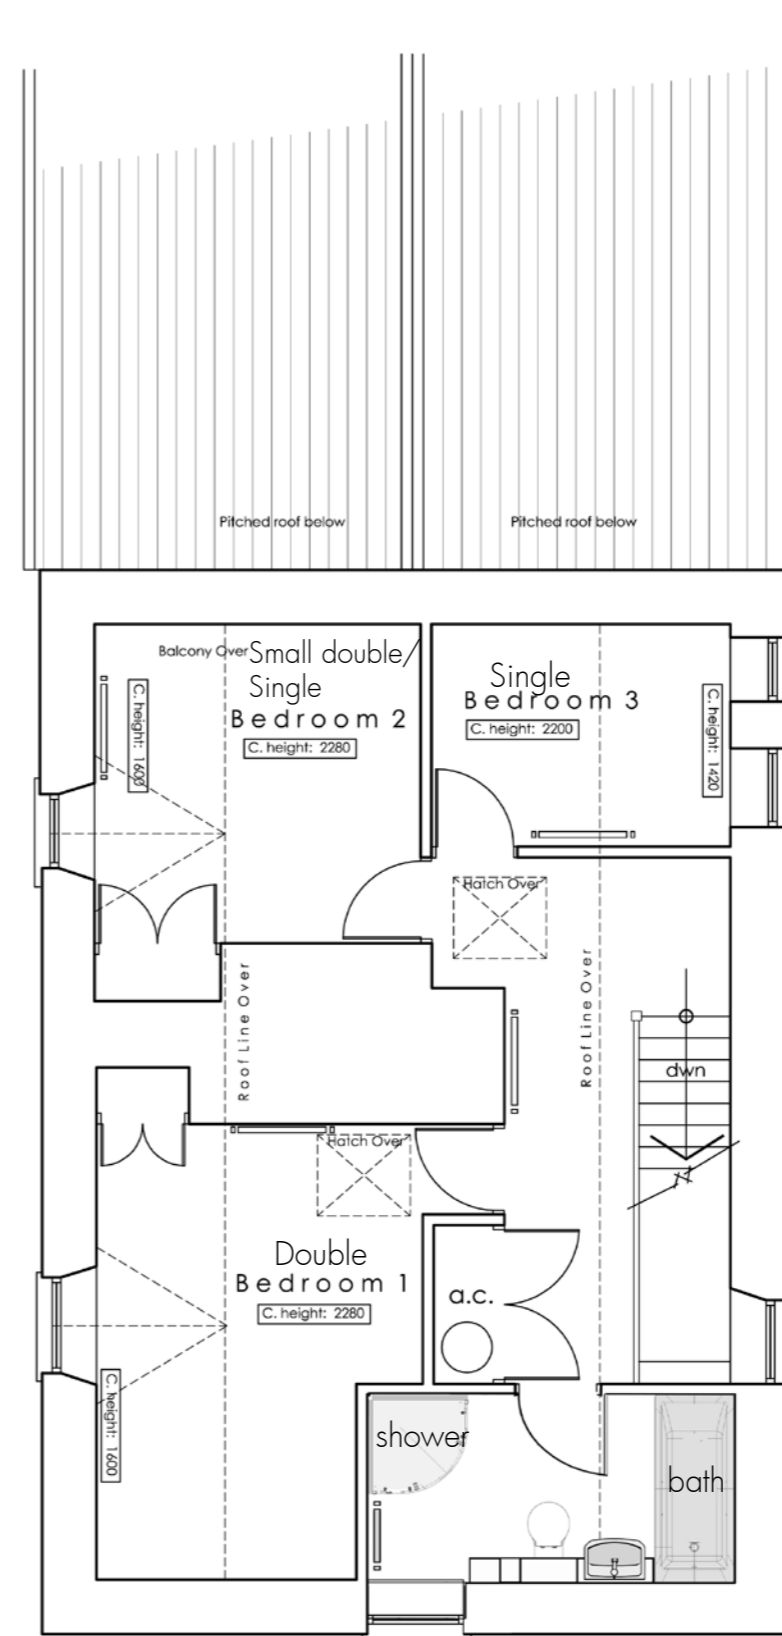 Pitched roof below
Pitched roof below
Balcony Over
Small double/
Single
Bedroom 2
C. height: 2280
C. height: 1600
Single
Bedroom 3
C. height: 2200
C. height: 1420
Hatch Over
Roof Line Over
Roof Line Over
dwn
Hatch Over
Double
Bedroom 1
C. height: 2280
a.c.
C. height: 1600
shower
bath